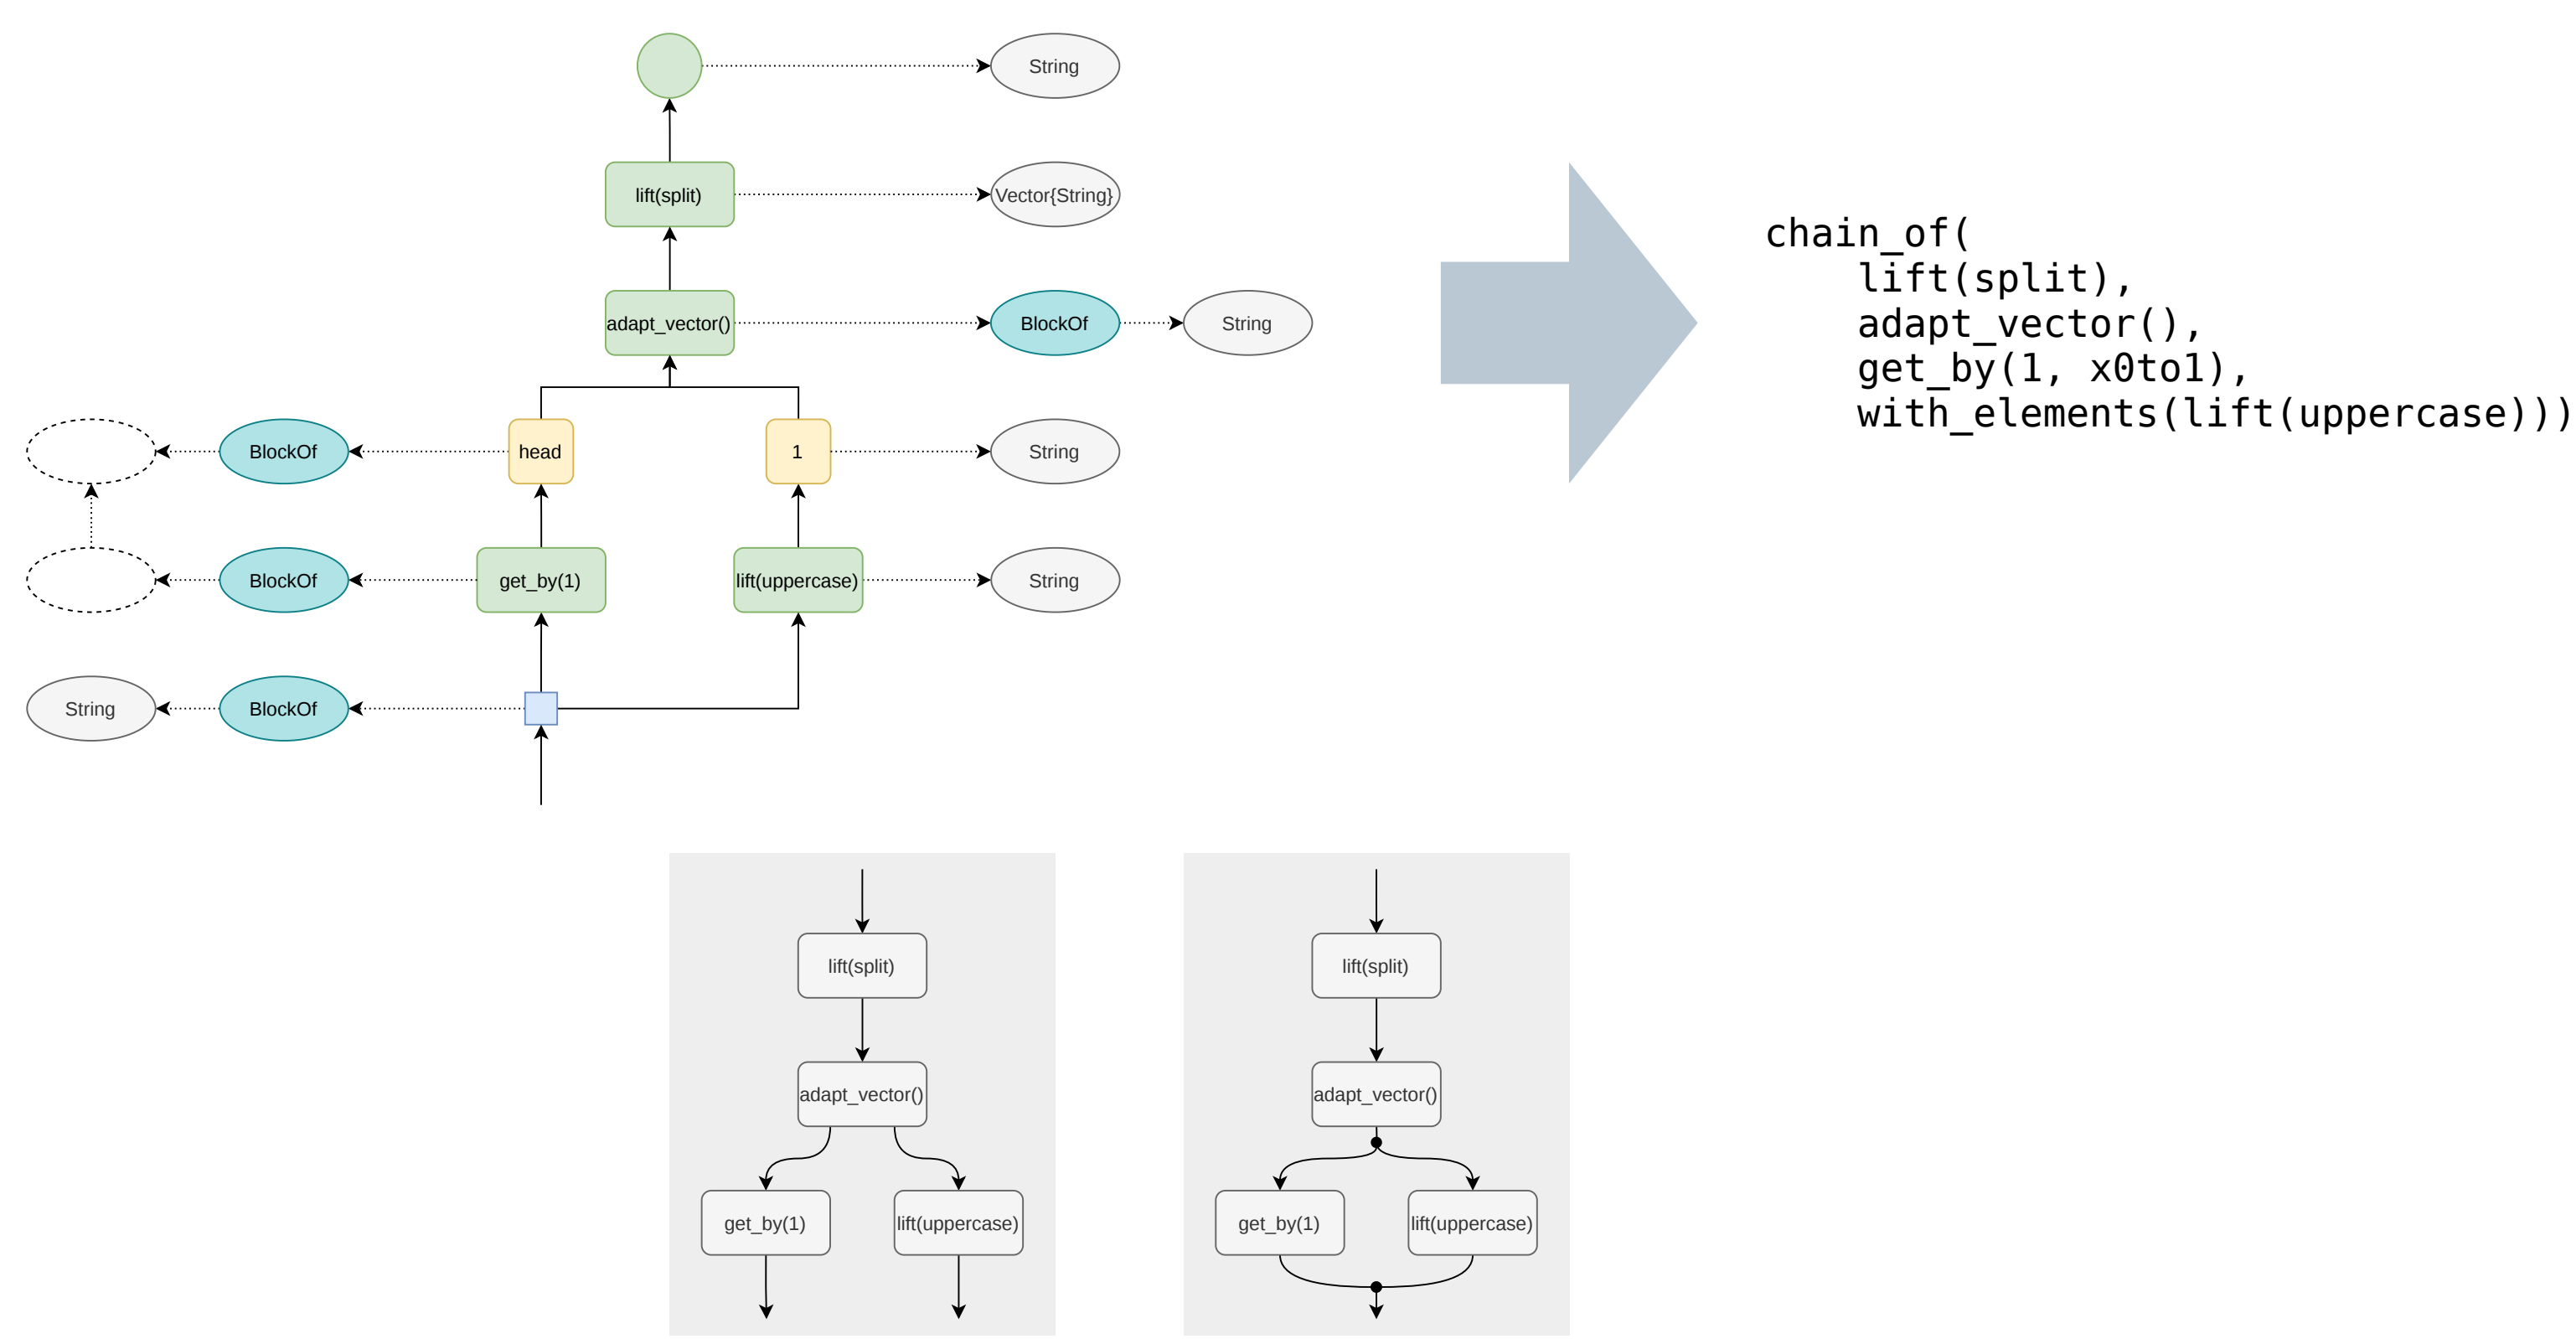 String
lift(split)
Vector{String}
adapt_vector()
BlockOf
String
BlockOf
head
1
String
BlockOf
get_by(1)
lift(uppercase)
String
String
BlockOf
chain_of(
    lift(split),
    adapt_vector(),
    get_by(1, x0to1),
    with_elements(lift(uppercase)))
lift(split)
adapt_vector()
get_by(1)
lift(uppercase)
lift(split)
adapt_vector()
get_by(1)
lift(uppercase)